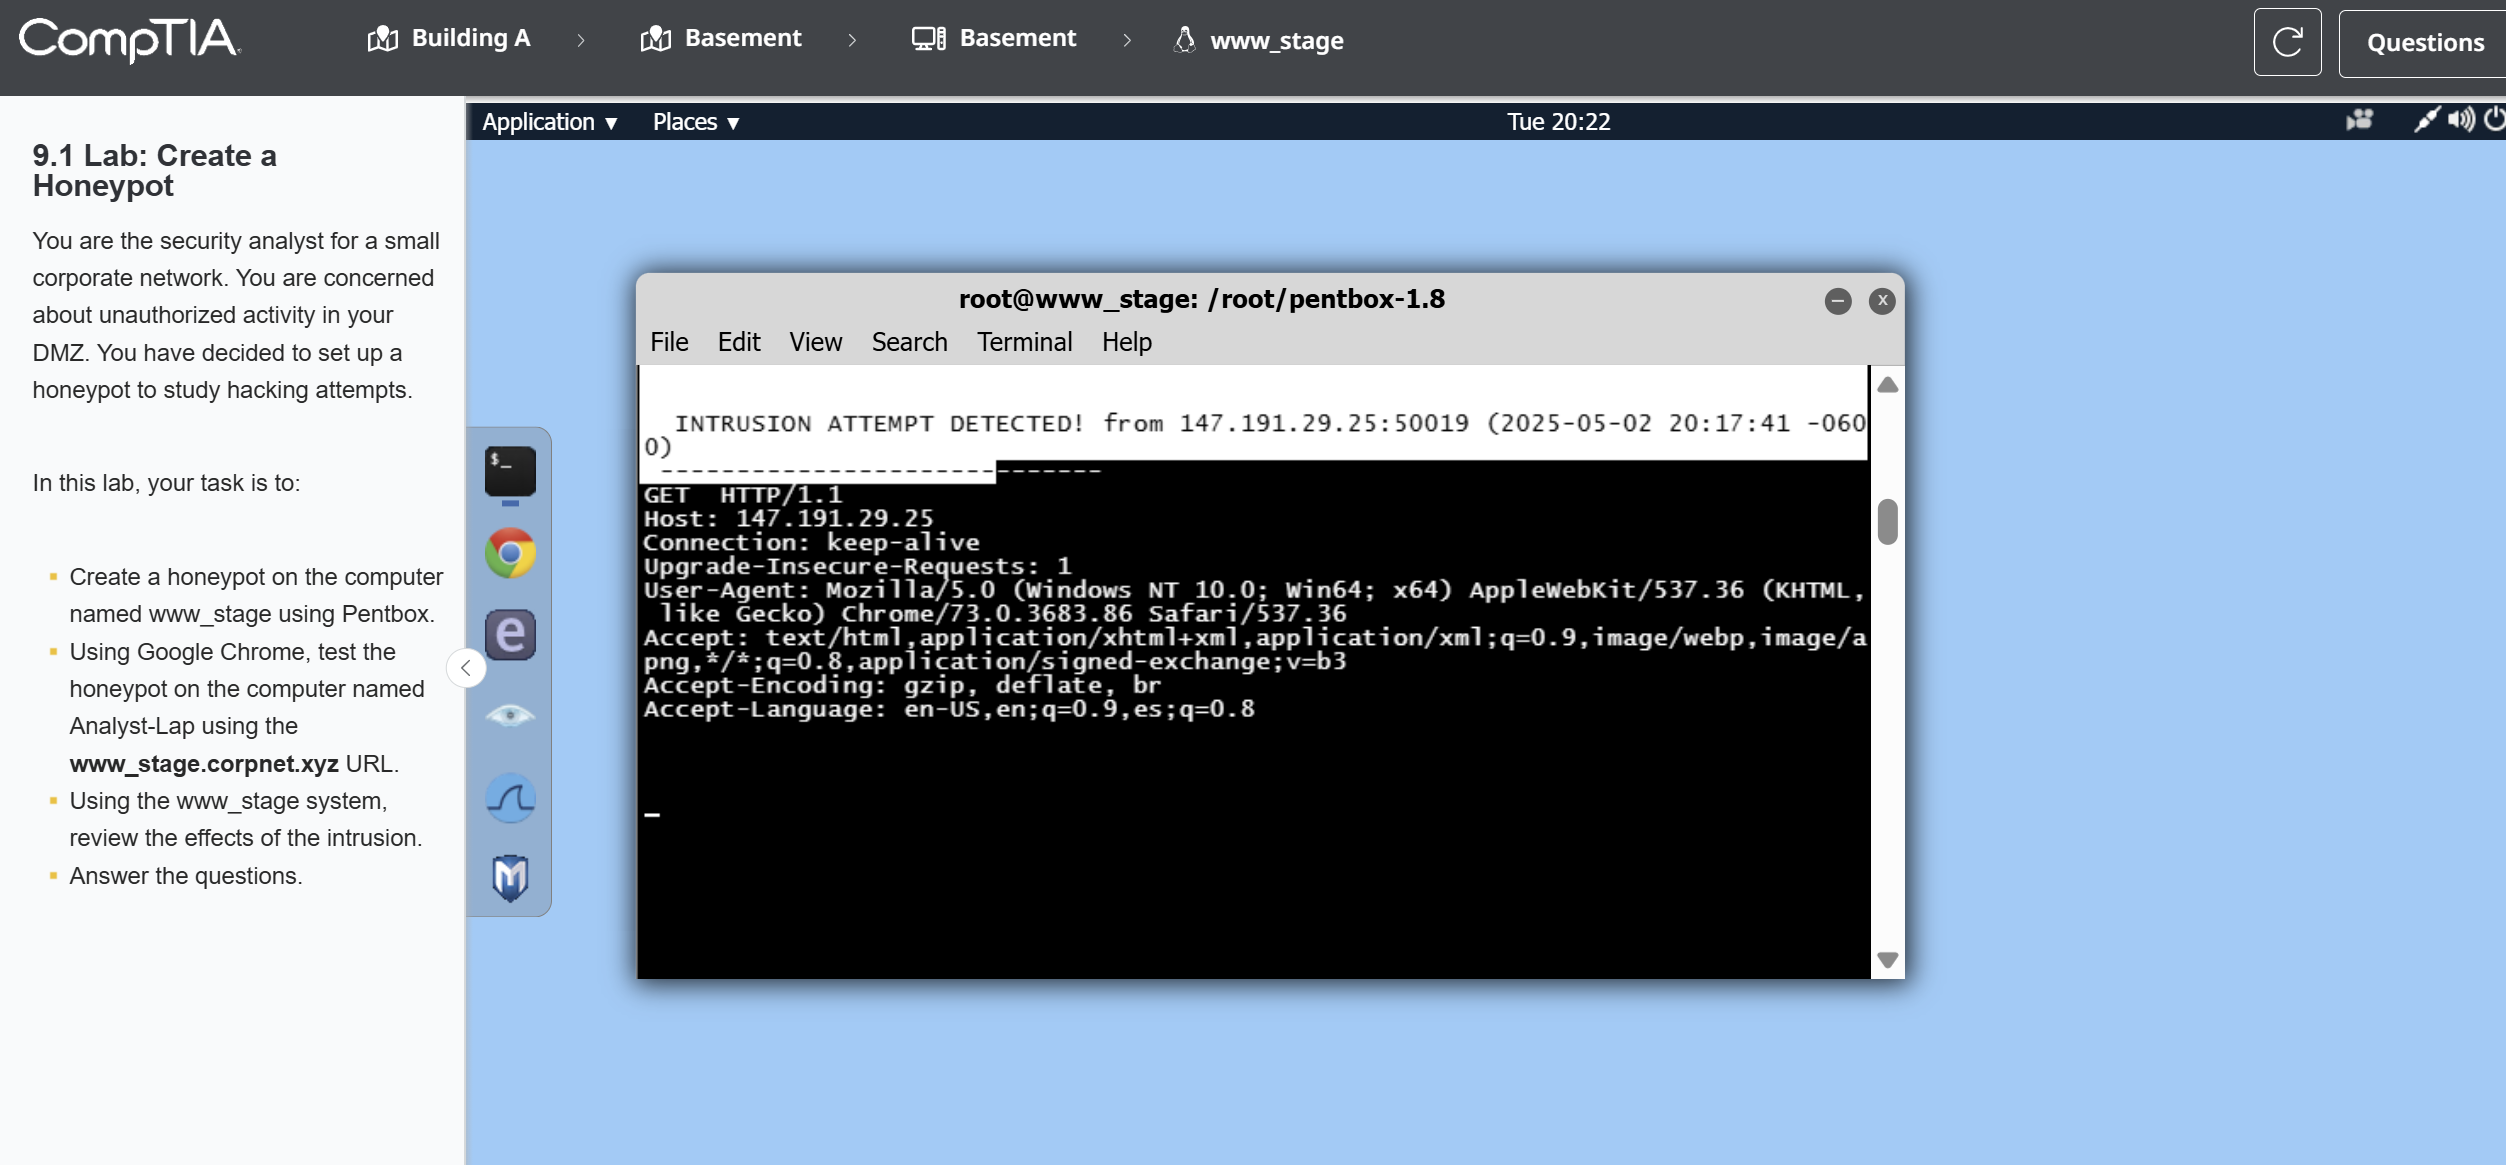 CompTIA.
Building A > Basement > Basement > www_stage
Questions
9.1 Lab: Create a
Honeypot
You are the security analyst for a small
corporate network. You are concerned
about unauthorized activity in your
DMZ. You have decided to set up a
honeypot to study hacking attempts.
In this lab, your task is to:
▪ Create a honeypot on the computer
named www_stage using Pentbox.
▪ Using Google Chrome, test the
honeypot on the computer named
Analyst-Lap using the
www_stage.corpnet.xyz URL.
▪ Using the www_stage system,
review the effects of the intrusion.
▪ Answer the questions.
Application ▼ Places ▼ Tue 20:22
$_
e
M
root@www_stage: /root/pentbox-1.8
x
File Edit View Search Terminal Help
INTRUSION ATTEMPT DETECTED! from 147.191.29.25:50019 (2025-05-02 20:17:41 -060
0)
-----------------------------
GET  HTTP/1.1
Host: 147.191.29.25
Connection: keep-alive
Upgrade-Insecure-Requests: 1
User-Agent: Mozilla/5.0 (Windows NT 10.0; Win64; x64) AppleWebKit/537.36 (KHTML,
like Gecko) Chrome/73.0.3683.86 Safari/537.36
Accept: text/html,application/xhtml+xml,application/xml;q=0.9,image/webp,image/a
png,*/*;q=0.8,application/signed-exchange;v=b3
Accept-Encoding: gzip, deflate, br
Accept-Language: en-US,en;q=0.9,es;q=0.8